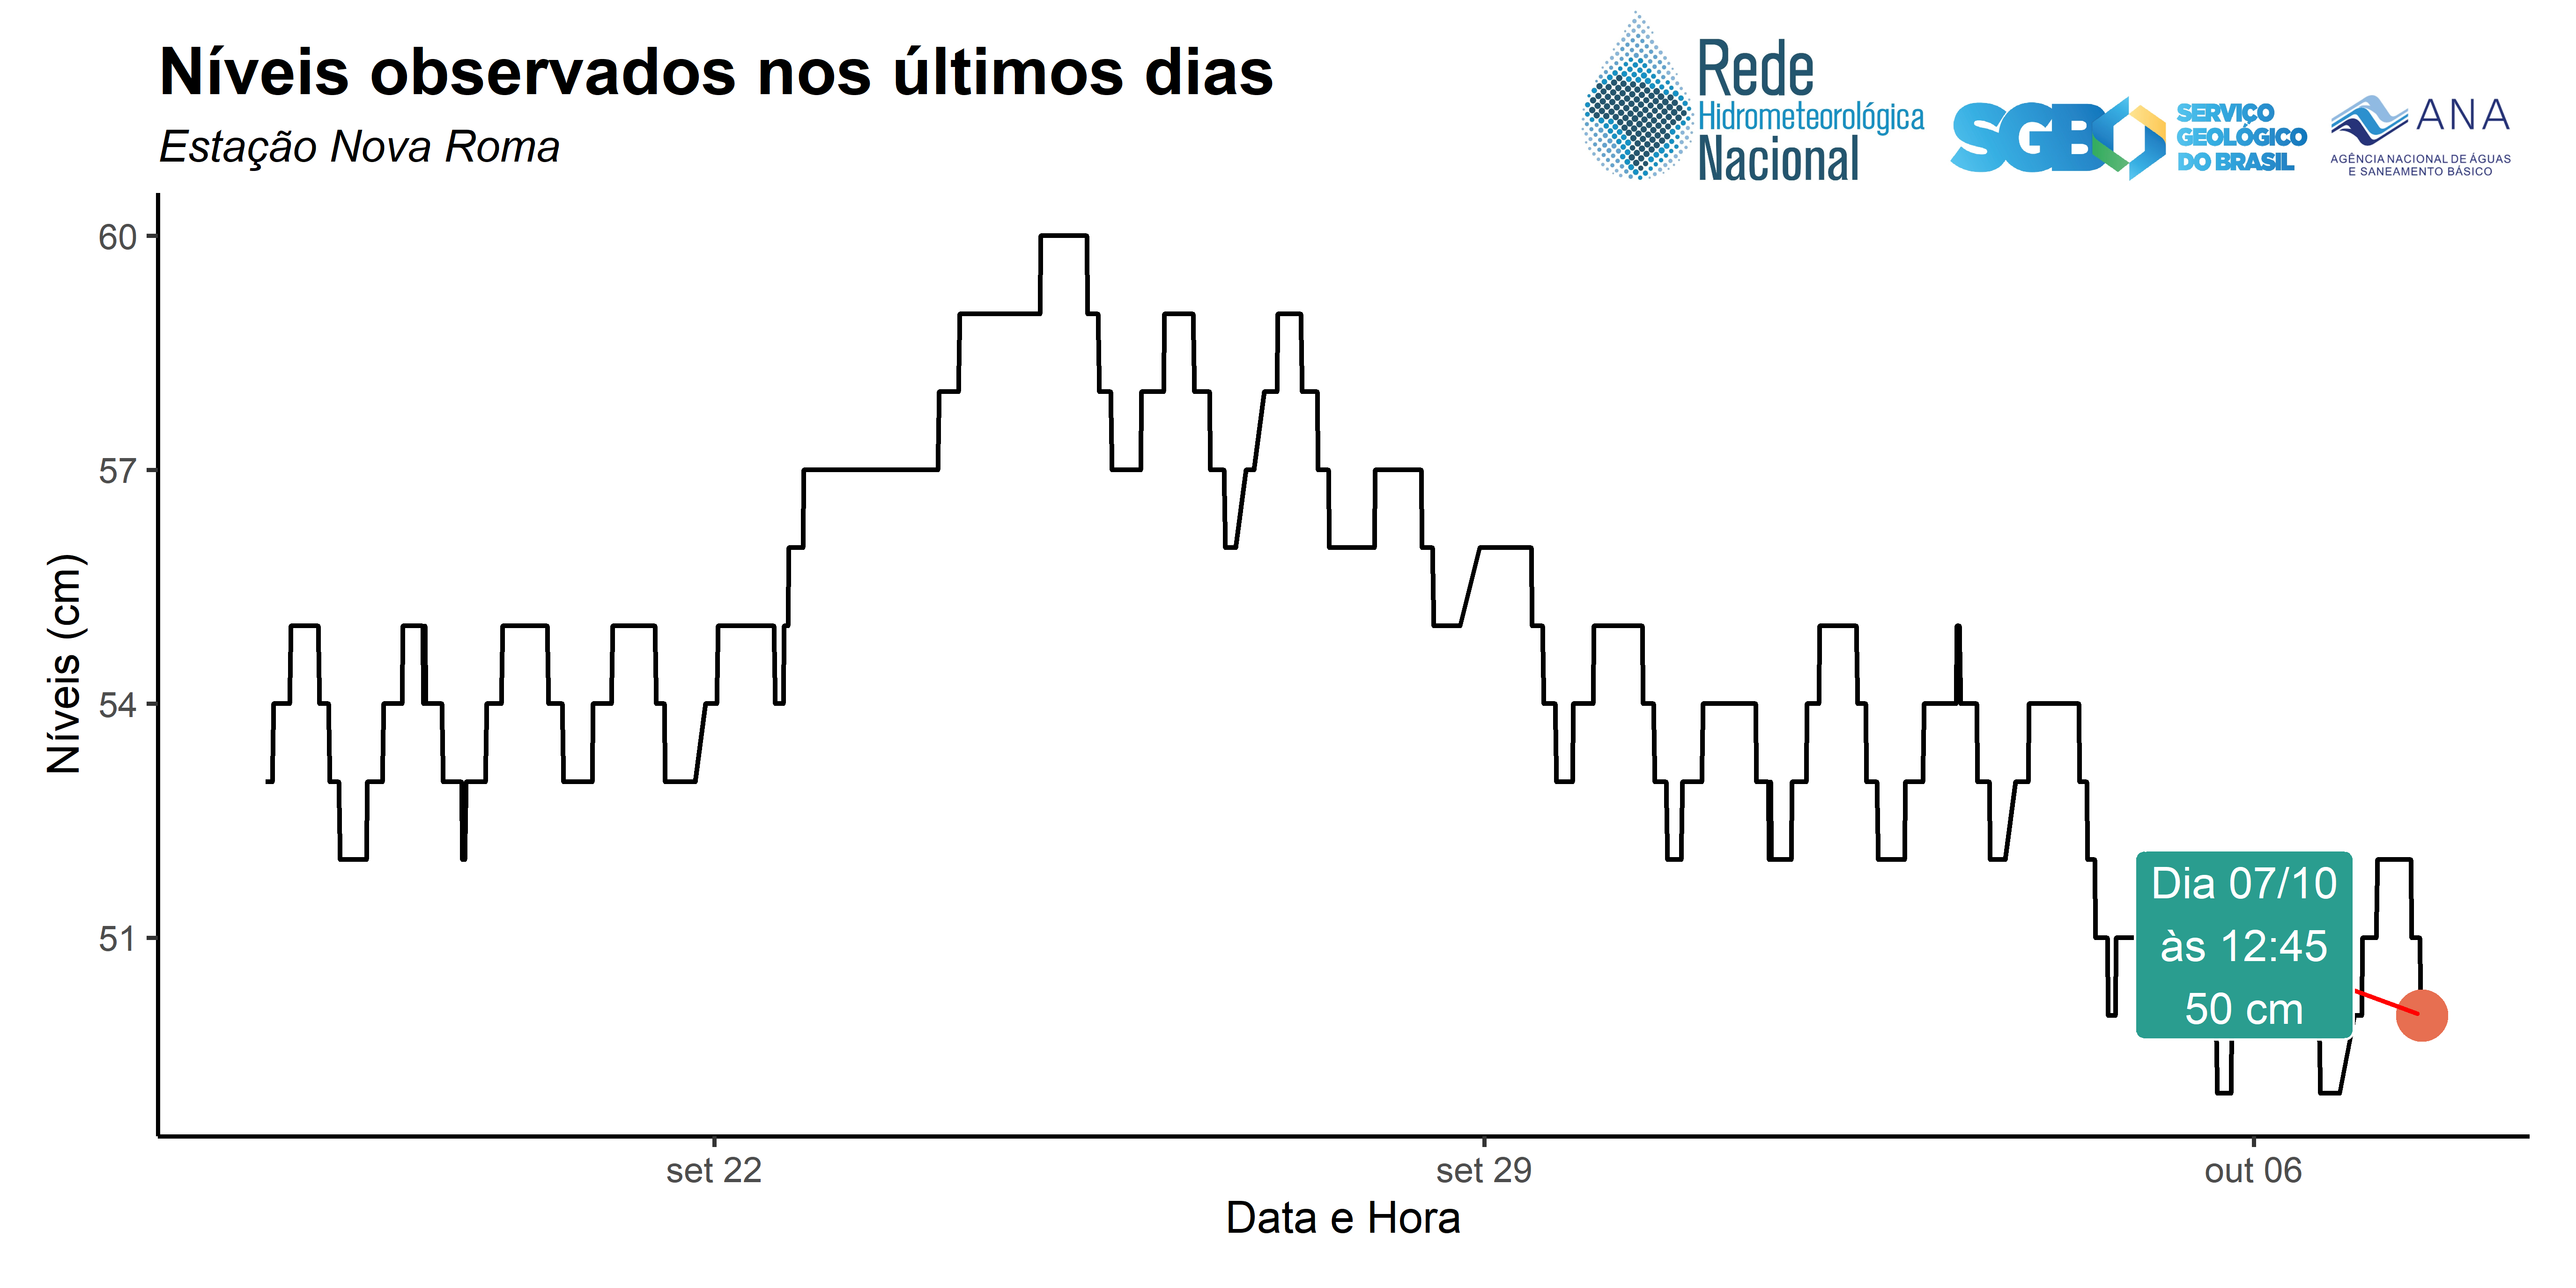 Níveis observados nos últimos dias
Estação Nova Roma
Rede
Hidrometeorológica
Nacional
SGB
SERVIÇO
GEOLÓGICO
DO BRASIL
ANA
AGÊNCIA NACIONAL DE ÁGUAS
E SANEAMENTO BÁSICO
60
57
54
51
Níveis (cm)
Dia 07/10
às 12:45
50 cm
set 22
set 29
out 06
Data e Hora